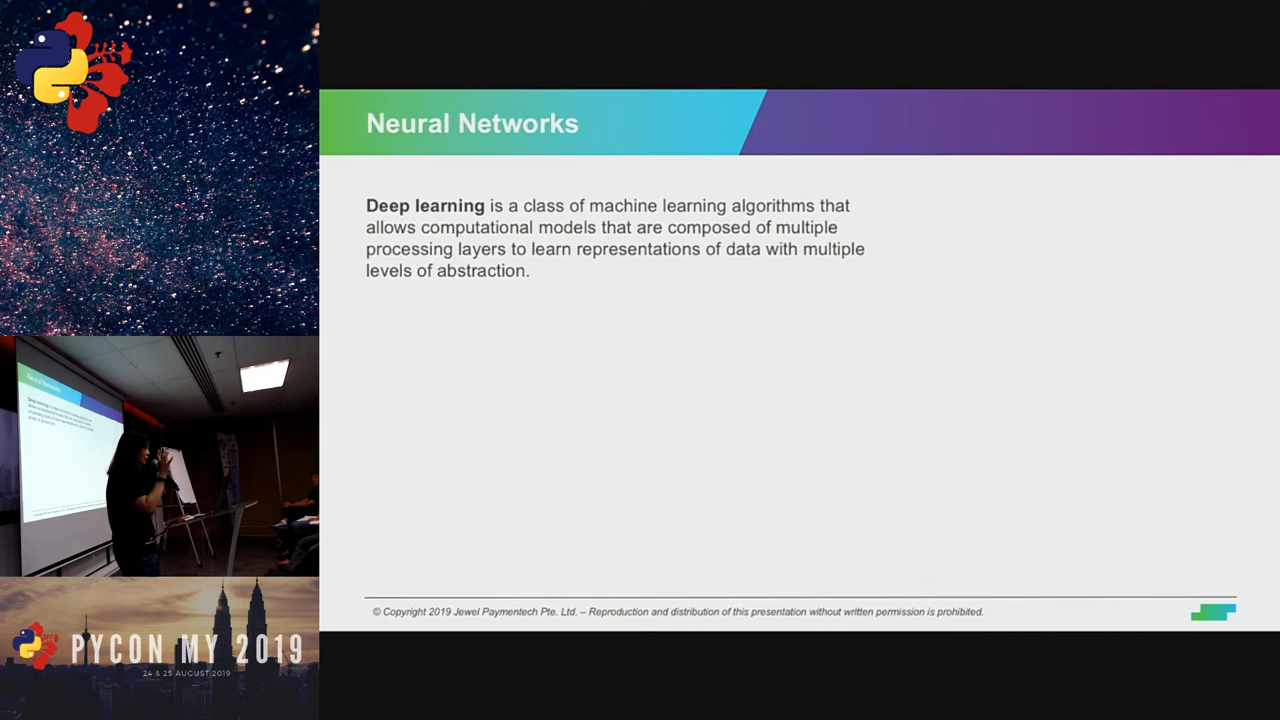 Neural Networks
Deep learning is a class of machine learning algorithms that
allows computational models that are composed of multiple
processing layers to learn representations of data with multiple
levels of abstraction.
© Copyright 2019 Jewel Paymentech Pte. Ltd. – Reproduction and distribution of this presentation without written permission is prohibited.
Neural Networks
PYCON MY 2019
24 & 25 AUGUST 2019